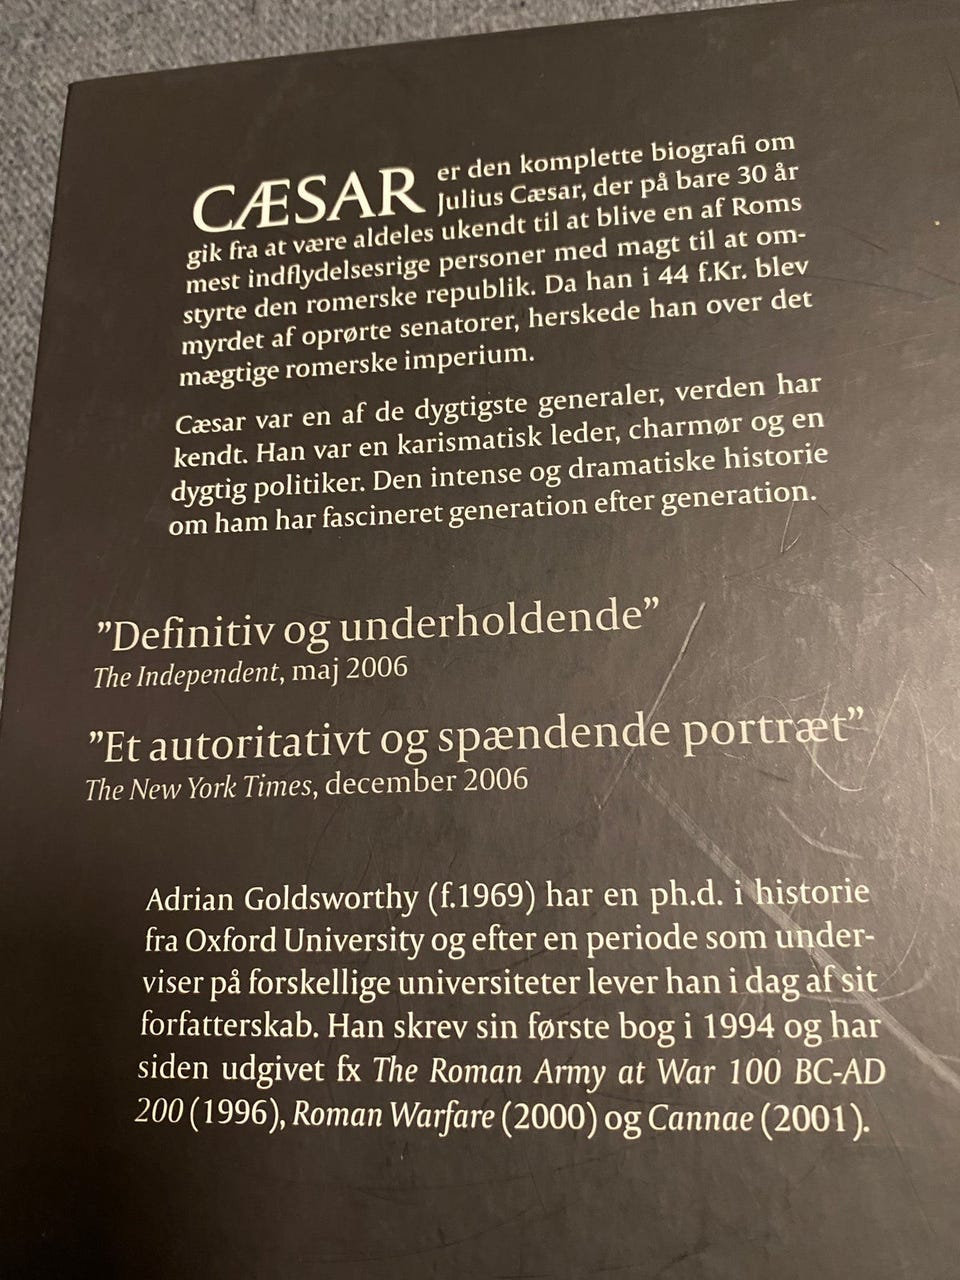 CÆSAR er den komplette biografi om
Julius Cæsar, der på bare 30 år
gik fra at være aldeles ukendt til at blive en af Roms
mest indflydelsesrige personer med magt til at om-
styrte den romerske republik. Da han i 44 f.Kr. blev
myrdet af oprørte senatorer, herskede han over det
mægtige romerske imperium.
Cæsar var en af de dygtigste generaler, verden har
kendt. Han var en karismatisk leder, charmør og en
dygtig politiker. Den intense og dramatiske historie
om ham har fascineret generation efter generation.
”Definitiv og underholdende”
The Independent, maj 2006
”Et autoritativt og spændende portræt”
The New York Times, december 2006
Adrian Goldsworthy (f.1969) har en ph.d. i historie
fra Oxford University og efter en periode som under-
viser på forskellige universiteter lever han i dag af sit
forfatterskab. Han skrev sin første bog i 1994 og har
siden udgivet fx The Roman Army at War 100 BC-AD
200 (1996), Roman Warfare (2000) og Cannae (2001).